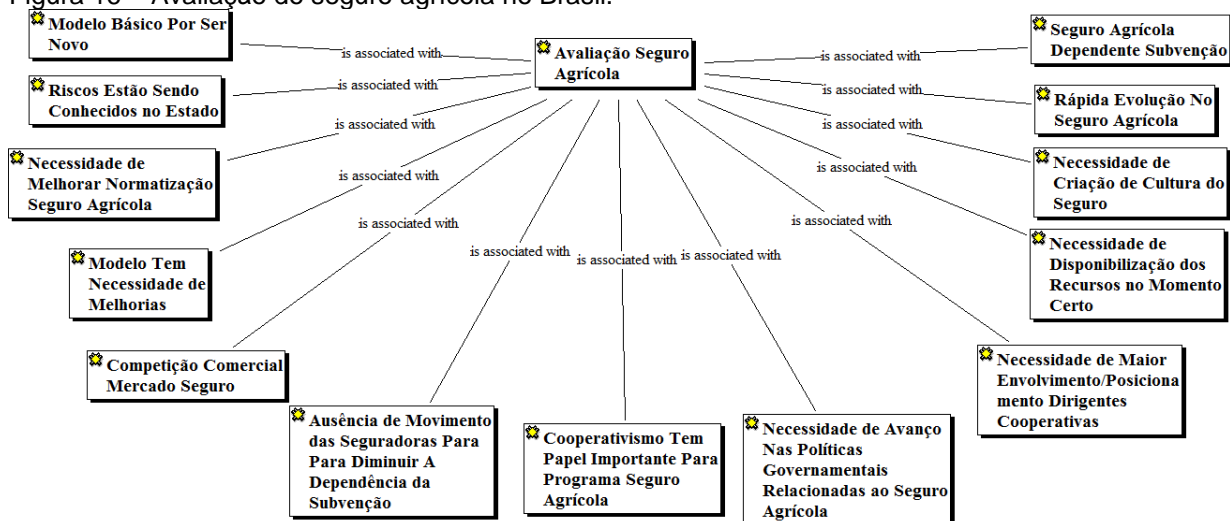 Figura 10 – Avaliação do seguro agrícola no Brasil.
Modelo Básico Por Ser
Novo
is associated with
Avaliação Seguro
Agrícola
is associated with
Seguro Agrícola
Dependente Subvenção
Riscos Estão Sendo
Conhecidos no Estado
is associated with
is associated with
Rápida Evolução No
Seguro Agrícola
Necessidade de
Melhorar Normatização
Seguro Agrícola
is associated with
is associated with
Necessidade de
Criação de Cultura do
Seguro
Modelo Tem
Necessidade de
Melhorias
is associated with
is associated with
Necessidade de
Disponibilização dos
Recursos no Momento
Certo
Competição Comercial
Mercado Seguro
is associated with
is associated with
Necessidade de Maior
Envolvimento/Posiciona
mento Dirigentes
Cooperativas
is associated with
is associated with
is associated with
Ausência de Movimento
das Seguradoras Para
Para Diminuir A
Dependência da
Subvenção
Cooperativismo Tem
Papel Importante Para
Programa Seguro
Agrícola
Necessidade de Avanço
Nas Políticas
Governamentais
Relacionadas ao Seguro
Agrícola